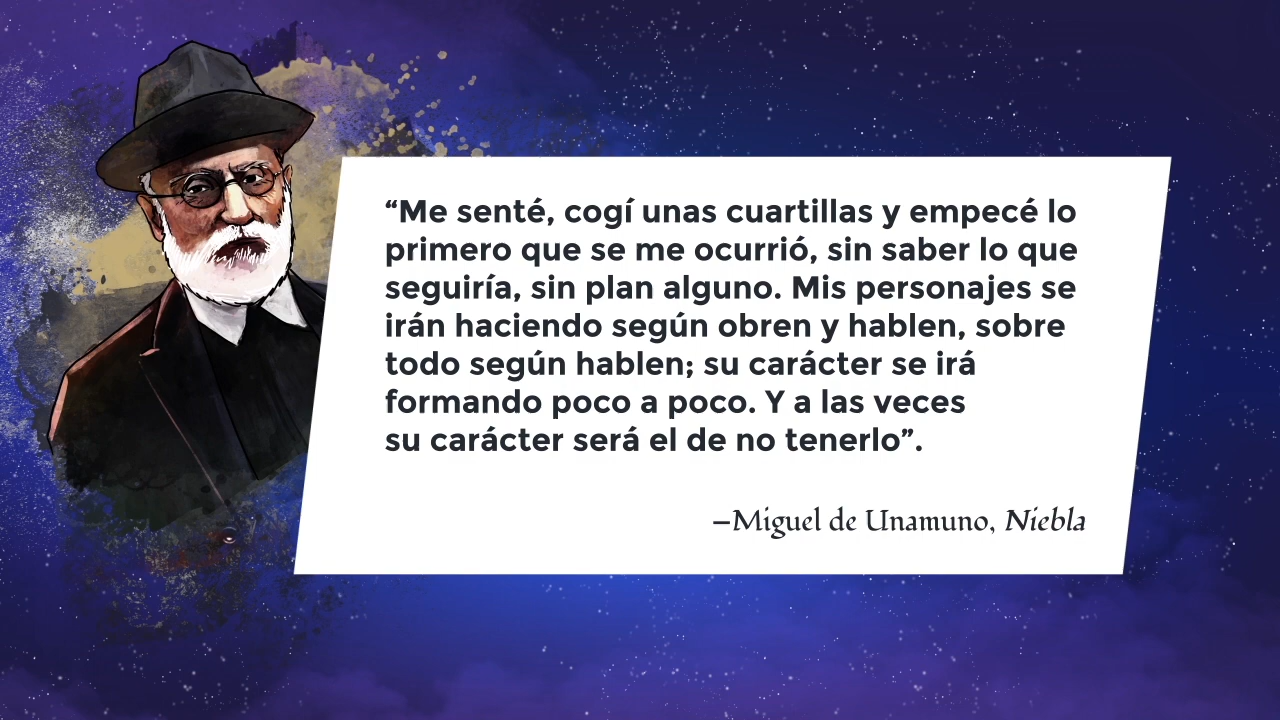 “Me senté, cogí unas cuartillas y empecé lo
primero que se me ocurrió, sin saber lo que
seguiría, sin plan alguno. Mis personajes se
irán haciendo según obren y hablen, sobre
todo según hablen; su carácter se irá
formando poco a poco. Y a las veces
su carácter será el de no tenerlo”.
–Miguel de Unamuno, Niebla